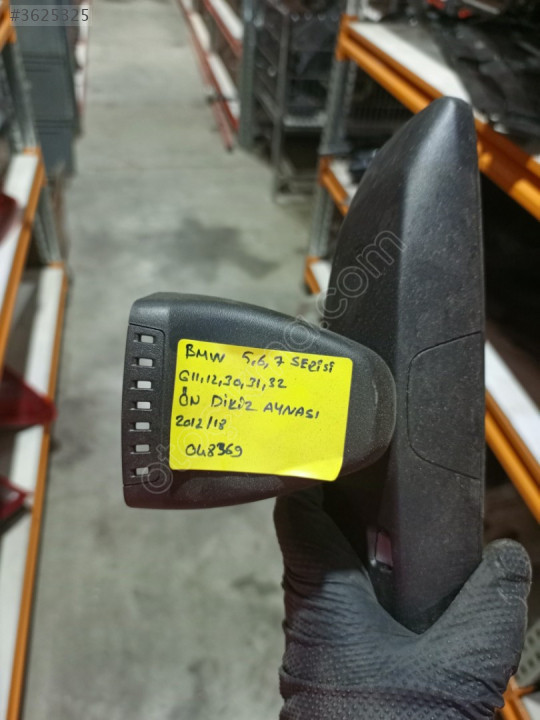 #3625325
BMW 5,6,7 SERİSİ
G11,12,30,31,32
ÖN DİKİZ AYNASI
2012/18
048369